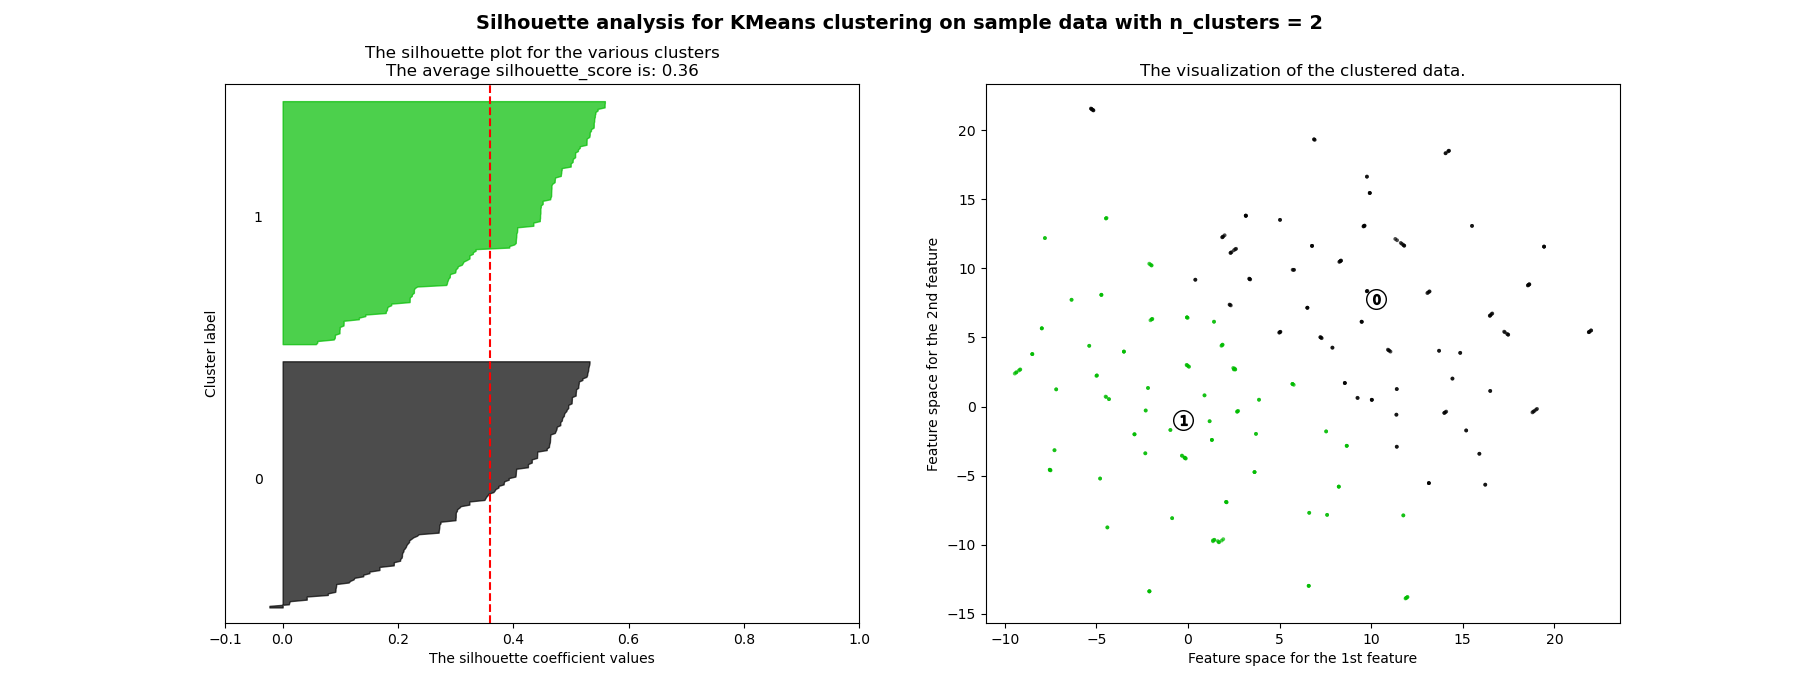 Silhouette analysis for KMeans clustering on sample data with n_clusters = 2
The silhouette plot for the various clusters
The average silhouette_score is: 0.36
Cluster label
1
0
−0.1 0.0 0.2 0.4 0.6 0.8 1.0
The silhouette coefficient values
The visualization of the clustered data.
Feature space for the 2nd feature
20
15
10
5
0
−5
−10
−15
0
1
−10 −5 0 5 10 15 20
Feature space for the 1st feature